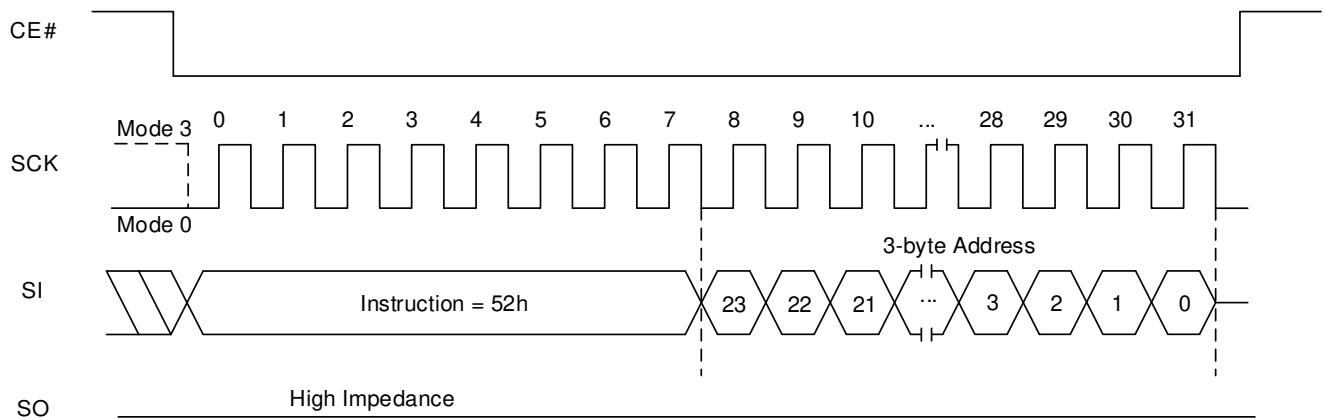 CE#
Mode 3
0 1 2 3 4 5 6 7 8 9 10 ... 28 29 30 31
SCK
Mode 0
3-byte Address
SI
Instruction = 52h
23 22 21 ... 3 2 1 0
SO
High Impedance